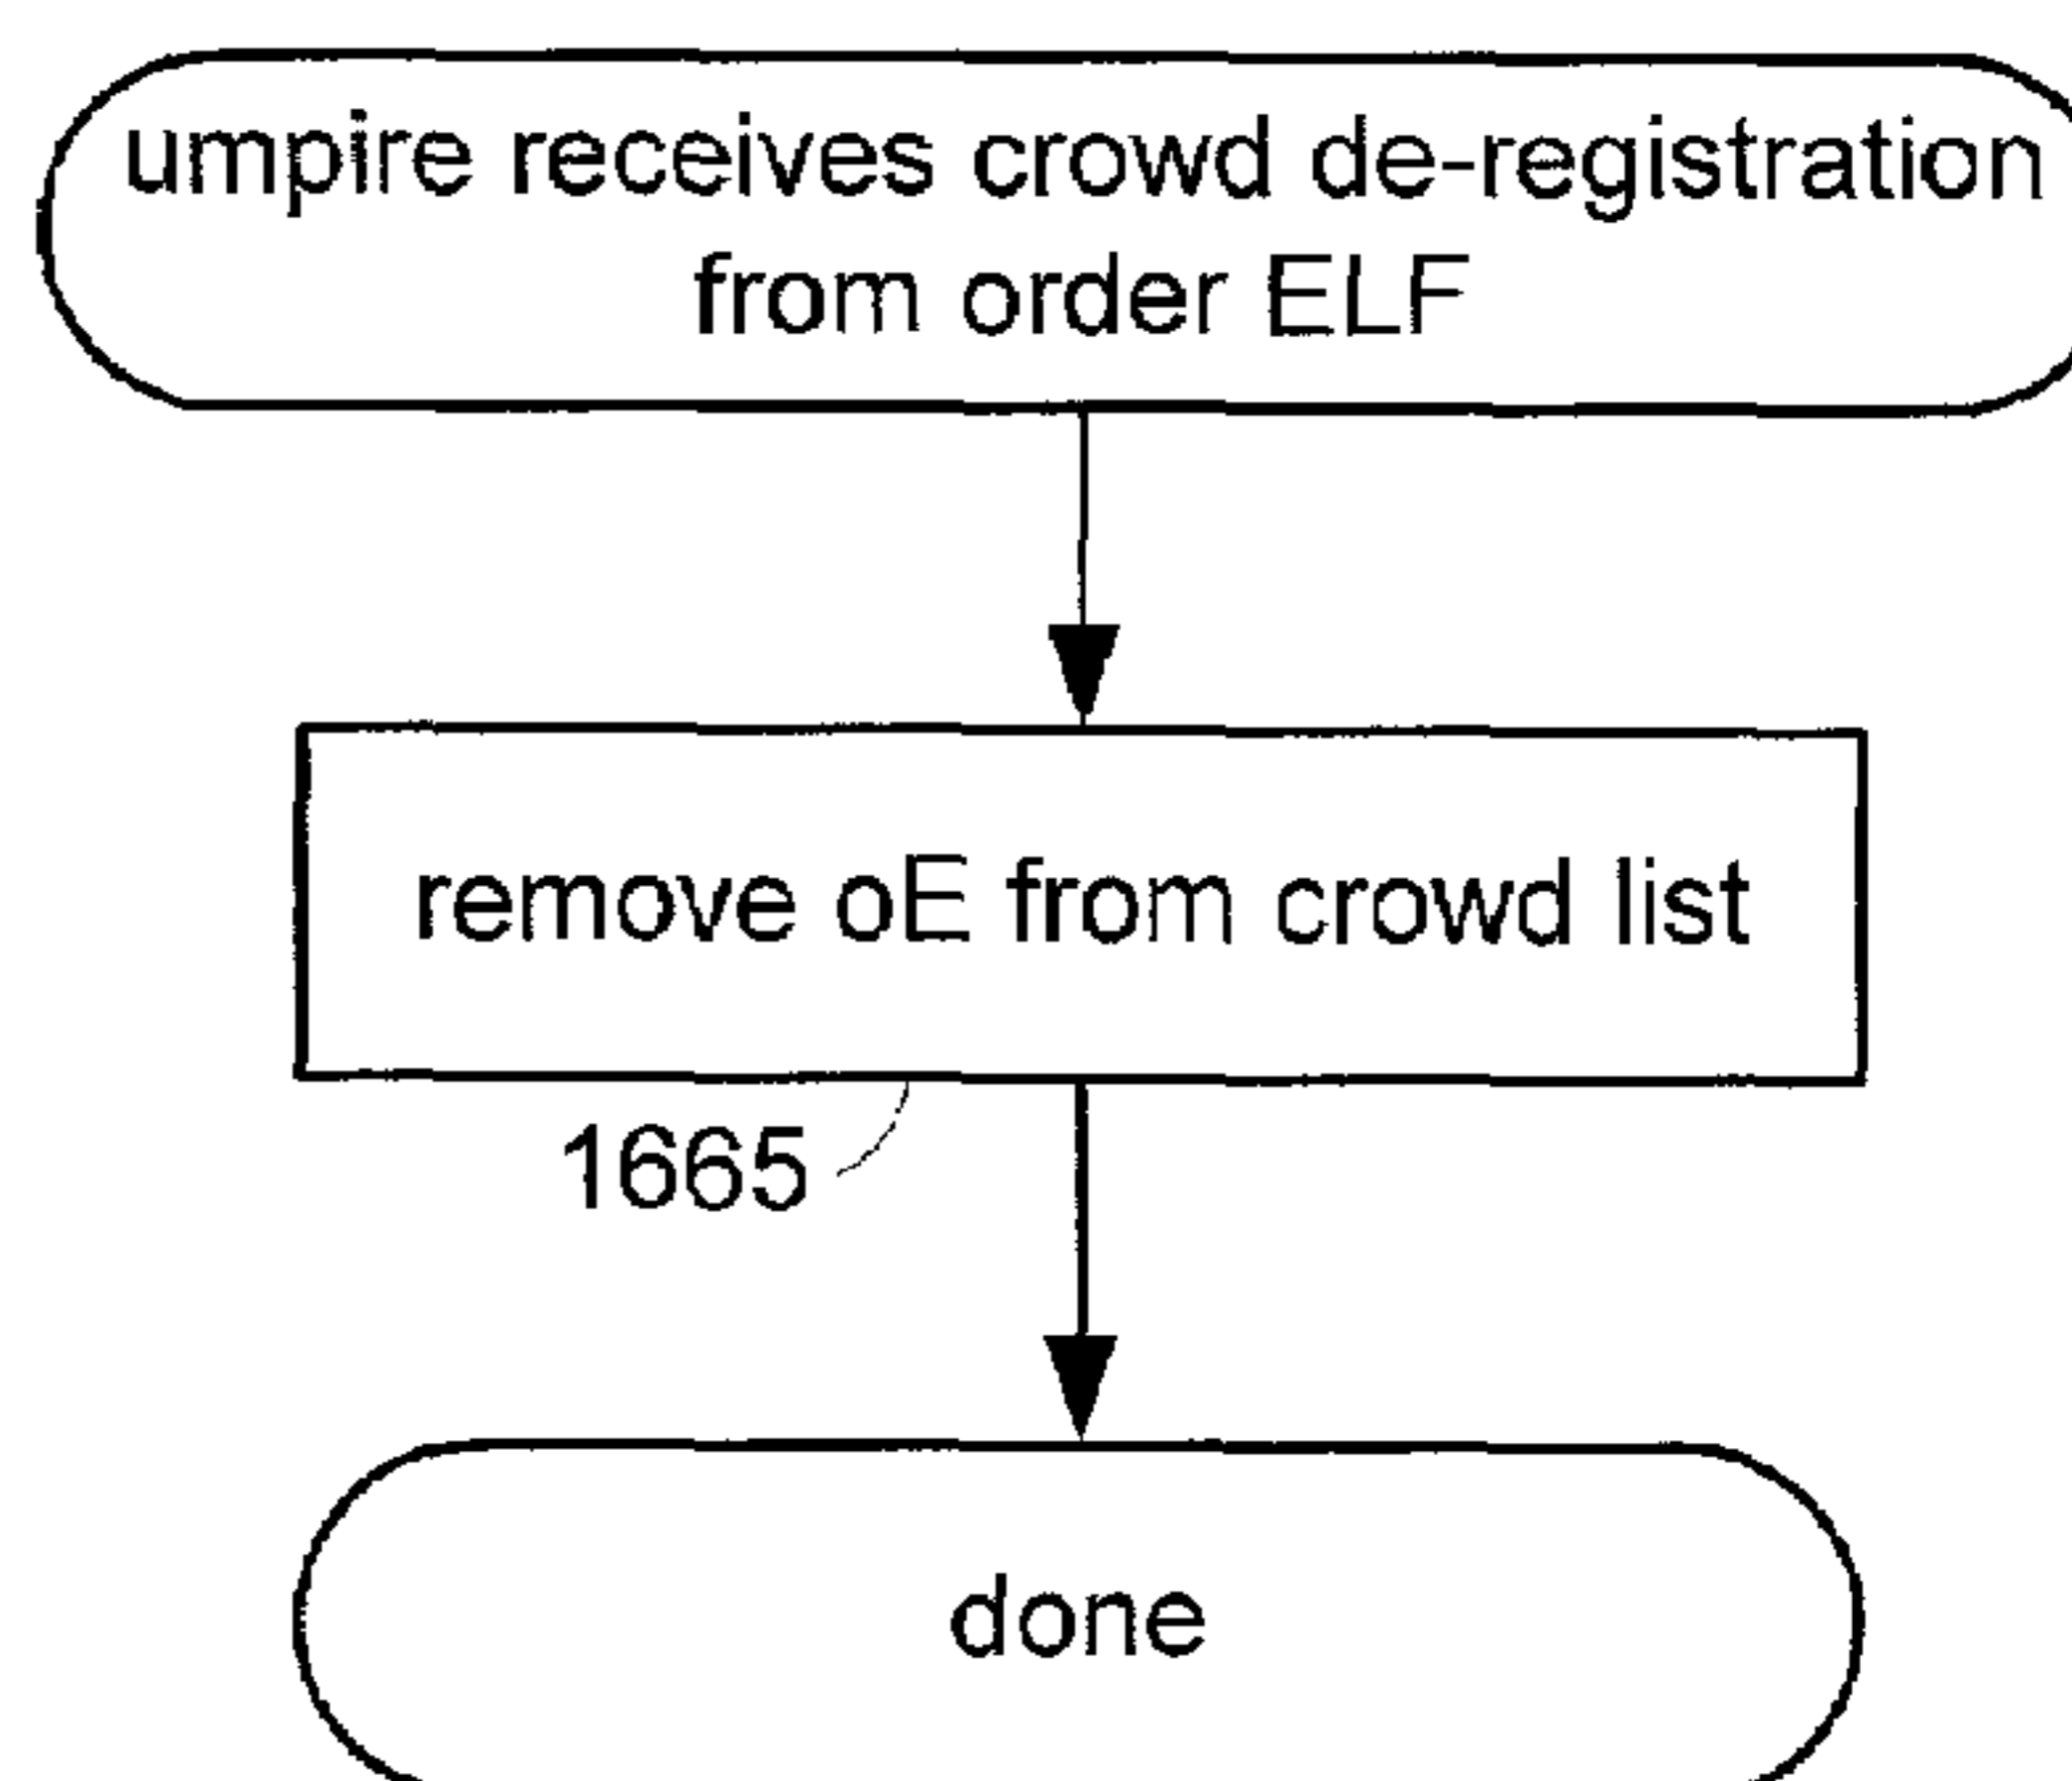 umpire receives crowd de-registration
from order ELF
remove oE from crowd list
1665
done